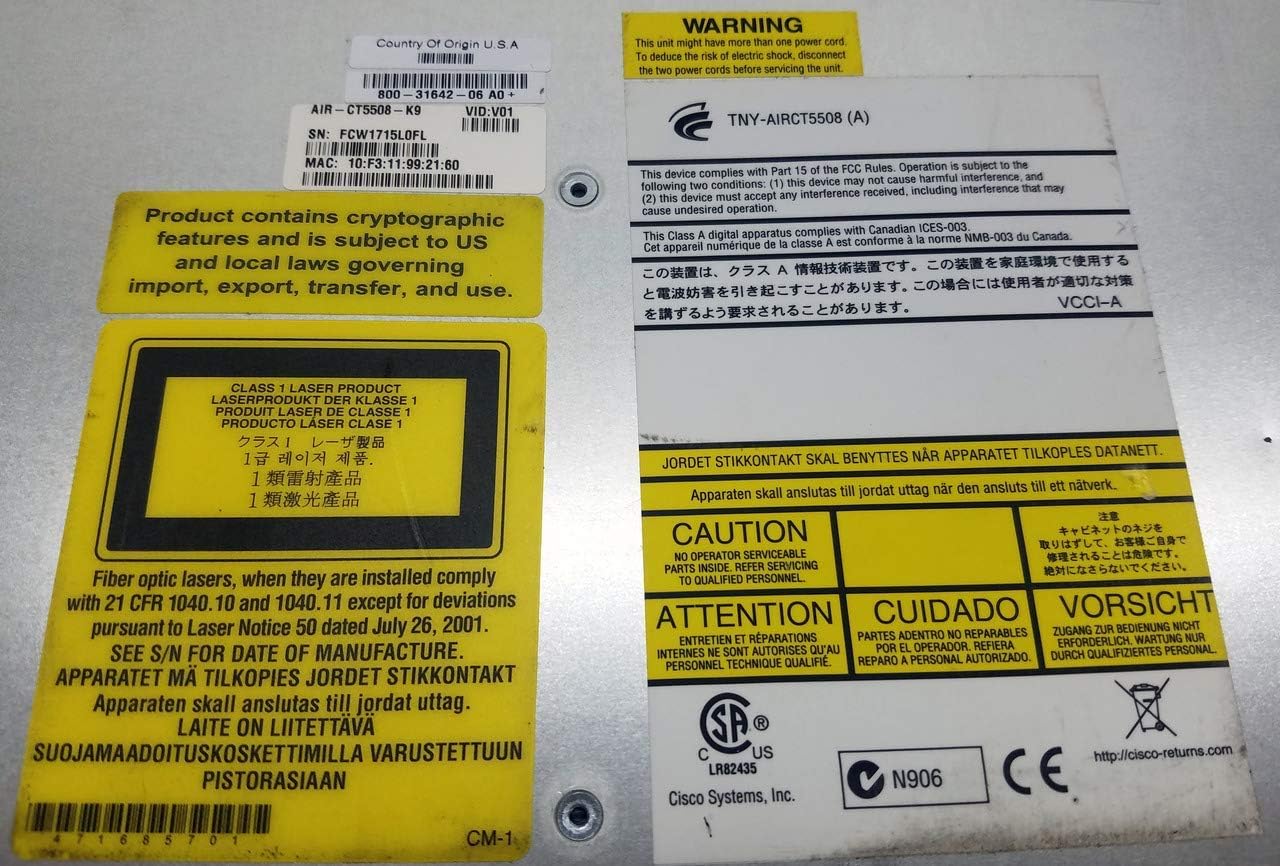 Country Of Origin U.S.A
800-31642-06 A0+
AIR-CT5508-K9 VID:V01
SN: FCW1715L0FL
MAC: 10:F3:11:99:21:60
Product contains cryptographic
features and is subject to US
and local laws governing
import, export, transfer, and use.
CLASS 1 LASER PRODUCT
LASERPRODUKT DER KLASSE 1
PRODUIT LASER DE CLASSE 1
PRODUCTO LÁSER CLASE 1
クラス1 レーザ製品
1급 레이저 제품.
1類雷射產品
1類激光產品
Fiber optic lasers, when they are installed comply
with 21 CFR 1040.10 and 1040.11 except for deviations
pursuant to Laser Notice 50 dated July 26, 2001.
SEE S/N FOR DATE OF MANUFACTURE.
APPARATET MÄ TILKOPIES JORDET STIKKONTAKT
Apparaten skall anslutas till jordat uttag.
LAITE ON LIITETTÄVÄ
SUOJAMAADOITUSKOSKETTIMILLA VARUSTETTUUN
PISTORASIAAN
471685701
CM-1
WARNING
This unit might have more than one power cord.
To deduce the risk of electric shock, disconnect
the two power cords before servicing the unit.
TNY-AIRCT5508 (A)
This device complies with Part 15 of the FCC Rules. Operation is subject to the
following two conditions: (1) this device may not cause harmful interference, and
(2) this device must accept any interference received, including interference that may
cause undesired operation.
This Class A digital apparatus complies with Canadian ICES-003.
Cet appareil numérique de la classe A est conforme à la norme NMB-003 du Canada.
この装置は、クラス A 情報技術装置です。この装置を家庭環境で使用する
と電波妨害を引き起こすことがあります。この場合には使用者が適切な対策
を講ずるよう要求されることがあります。 VCCI-A
JORDET STIKKONTAKT SKAL BENYTTES NÅR APPARATET TILKOPLES DATANETT.
Apparaten skall anslutas till jordat uttag när den ansluts till ett nätverk.
CAUTION
NO OPERATOR SERVICEABLE
PARTS INSIDE. REFER SERVICING
TO QUALIFIED PERSONNEL.
注意
キャビネットのネジを
取りはずして、お客様ご自身で
修理されることは危険です。
絶対になさらないでください。
ATTENTION
ENTRETIEN ET RÉPARATIONS
INTERNES NE SONT AUTORISES QU'AU
PERSONNEL TECHNIQUE QUALIFIÉ.
CUIDADO
PARTES ADENTRO NO REPARABLES
POR EL OPERADOR. REFIERA
REPARO A PERSONAL AUTORIZADO.
VORSICHT
ZUGANG ZUR BEDIENUNG NICHT
ERFORDERLICH. WARTUNG NUR
DURCH QUALIFIZIERTES PERSONAL.
SA ®
C US
LR82435
Cisco Systems, Inc.
N906
CE
http://cisco-returns.com